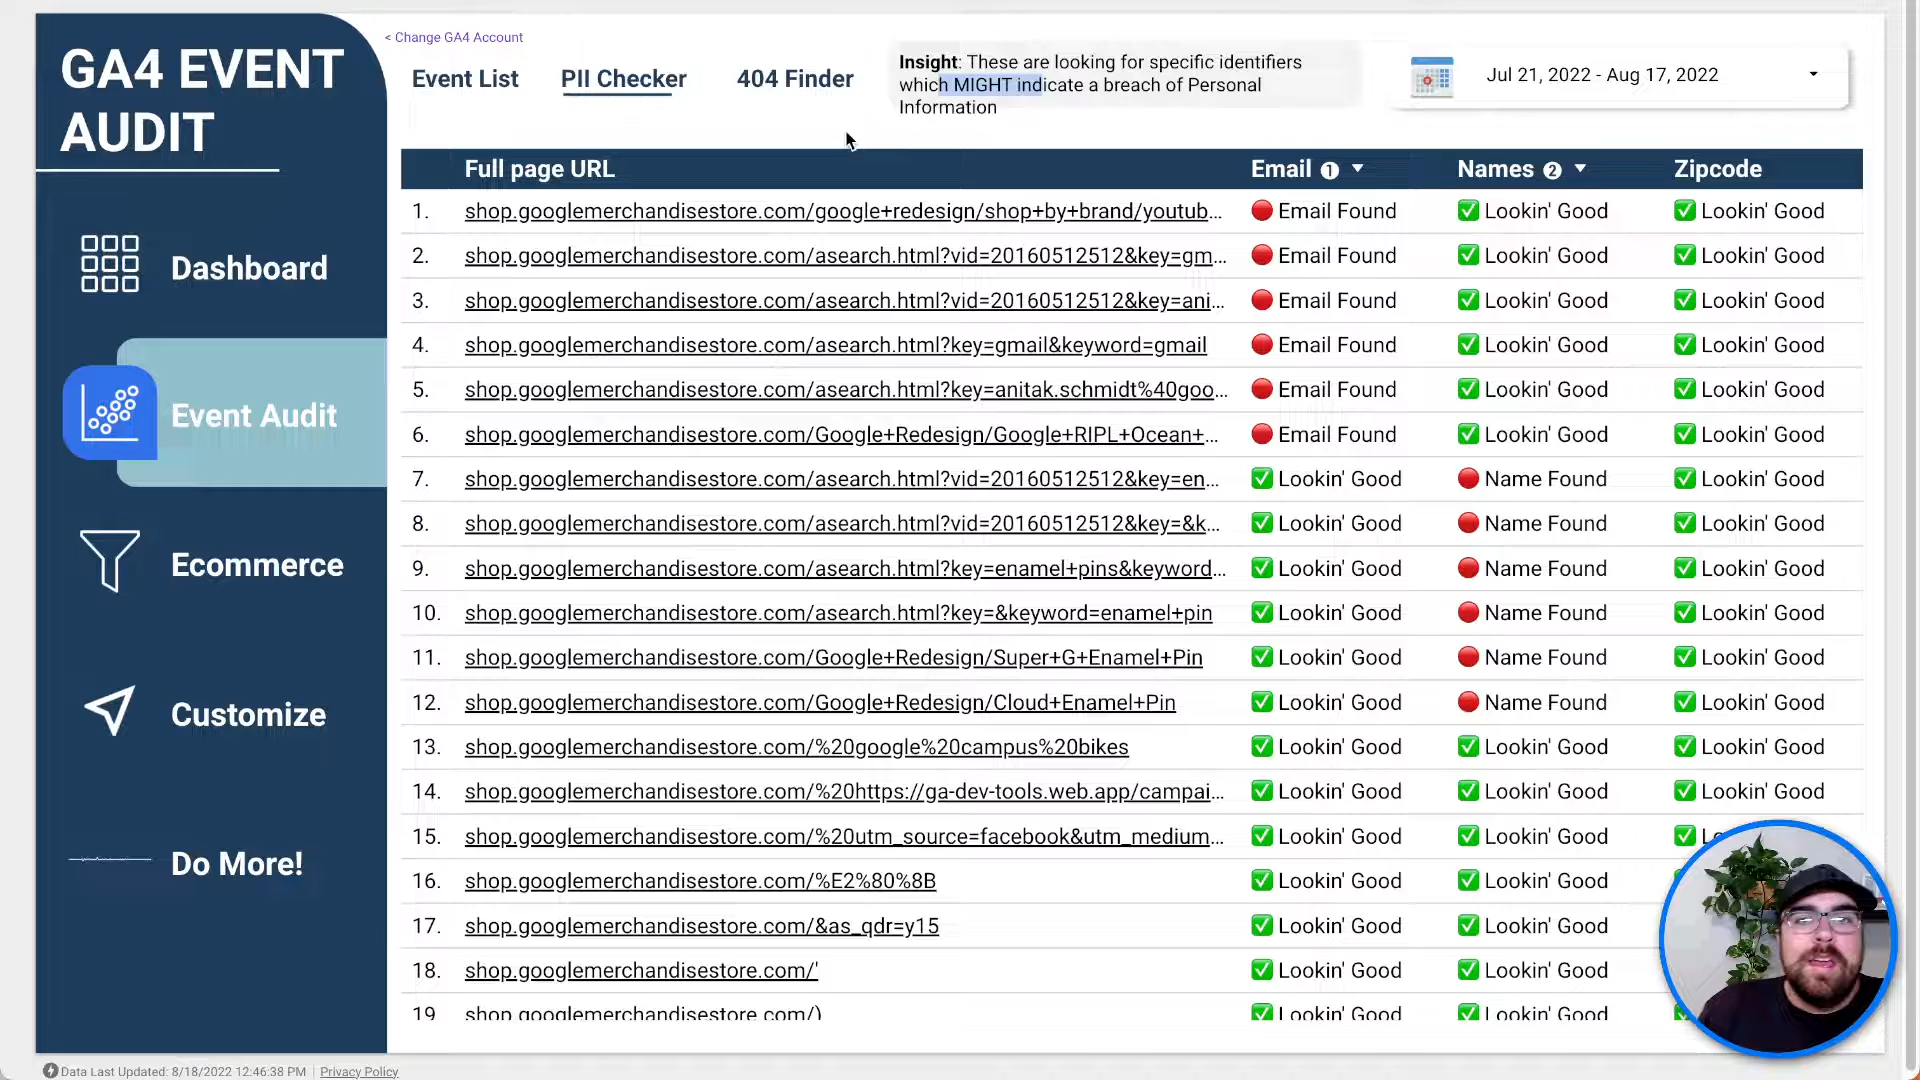 < Change GA4 Account
GA4 EVENT
AUDIT
Event List PII Checker 404 Finder
Insight: These are looking for specific identifiers
which MIGHT indicate a breach of Personal
Information
Jul 21, 2022 - Aug 17, 2022
Dashboard
Event Audit
Ecommerce
Customize
Do More!
Full page URL Email 1 Names 2 Zipcode
1. shop.googlemerchandisestore.com/google+redesign/shop+by+brand/youtub... Email Found Lookin' Good Lookin' Good
2. shop.googlemerchandisestore.com/asearch.html?vid=20160512512&key=gm... Email Found Lookin' Good Lookin' Good
3. shop.googlemerchandisestore.com/asearch.html?vid=20160512512&key=ani... Email Found Lookin' Good Lookin' Good
4. shop.googlemerchandisestore.com/asearch.html?key=gmail&keyword=gmail Email Found Lookin' Good Lookin' Good
5. shop.googlemerchandisestore.com/asearch.html?key=anitak.schmidt%40goo... Email Found Lookin' Good Lookin' Good
6. shop.googlemerchandisestore.com/Google+Redesign/Google+RIPL+Ocean+... Email Found Lookin' Good Lookin' Good
7. shop.googlemerchandisestore.com/asearch.html?vid=20160512512&key=en... Lookin' Good Name Found Lookin' Good
8. shop.googlemerchandisestore.com/asearch.html?vid=20160512512&key=&k... Lookin' Good Name Found Lookin' Good
9. shop.googlemerchandisestore.com/asearch.html?key=enamel+pins&keyword... Lookin' Good Name Found Lookin' Good
10. shop.googlemerchandisestore.com/asearch.html?key=&keyword=enamel+pin Lookin' Good Name Found Lookin' Good
11. shop.googlemerchandisestore.com/Google+Redesign/Super+G+Enamel+Pin Lookin' Good Name Found Lookin' Good
12. shop.googlemerchandisestore.com/Google+Redesign/Cloud+Enamel+Pin Lookin' Good Name Found Lookin' Good
13. shop.googlemerchandisestore.com/%20google%20campus%20bikes Lookin' Good Lookin' Good Lookin' Good
14. shop.googlemerchandisestore.com/%20https://ga-dev-tools.web.app/campai... Lookin' Good Lookin' Good Lookin' Good
15. shop.googlemerchandisestore.com/%20utm_source=facebook&utm_medium... Lookin' Good Lookin' Good
16. shop.googlemerchandisestore.com/%E2%80%8B Lookin' Good Lookin' Good
17. shop.googlemerchandisestore.com/&as_qdr=y15 Lookin' Good Lookin' Good
18. shop.googlemerchandisestore.com/' Lookin' Good Lookin' Good
19 shop.googlemerchandisestore.com/) Lookin' Good Lookin' Good
Data Last Updated: 8/18/2022 12:46:38 PM Privacy Policy